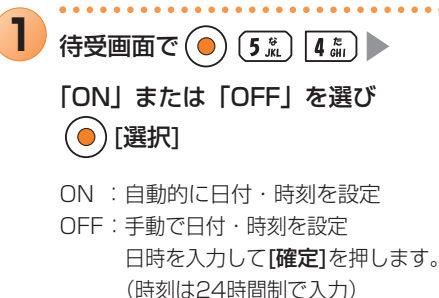 1
待受画面で 5 な JKL 4 た GHI
「ON」または「OFF」を選び
[選択]
ON ：自動的に日付・時刻を設定
OFF：手動で日付・時刻を設定
日時を入力して[確定]を押します。
（時刻は24時間制で入力）